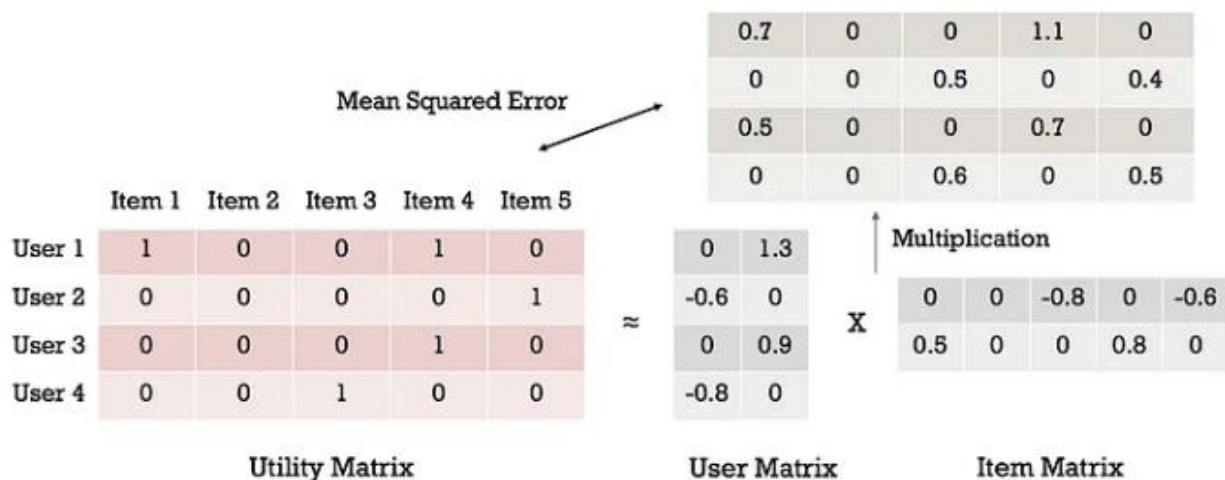 0.7 0 0 1.1 0
0 0 0.5 0 0.4
Mean Squared Error
0.5 0 0 0.7 0
0 0 0.6 0 0.5
Item 1 Item 2 Item 3 Item 4 Item 5
Multiplication
User 1 1 0 0 1 0
0 1.3
User 2 0 0 0 0 1
-0.6 0
0 0 -0.8 0 -0.6
≈
X
User 3 0 0 0 1 0
0 0.9
0.5 0 0 0.8 0
User 4 0 0 1 0 0
-0.8 0
Utility Matrix
User Matrix
Item Matrix